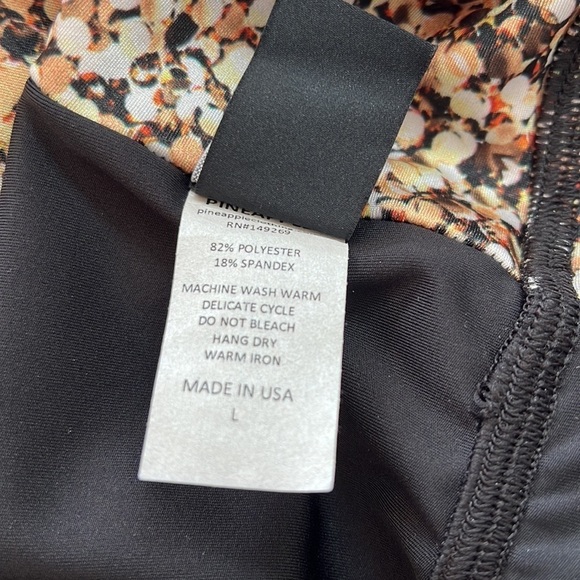 RN#149269
82% POLYESTER
18% SPANDEX
MACHINE WASH WARM
DELICATE CYCLE
DO NOT BLEACH
HANG DRY
WARM IRON
MADE IN USA
L